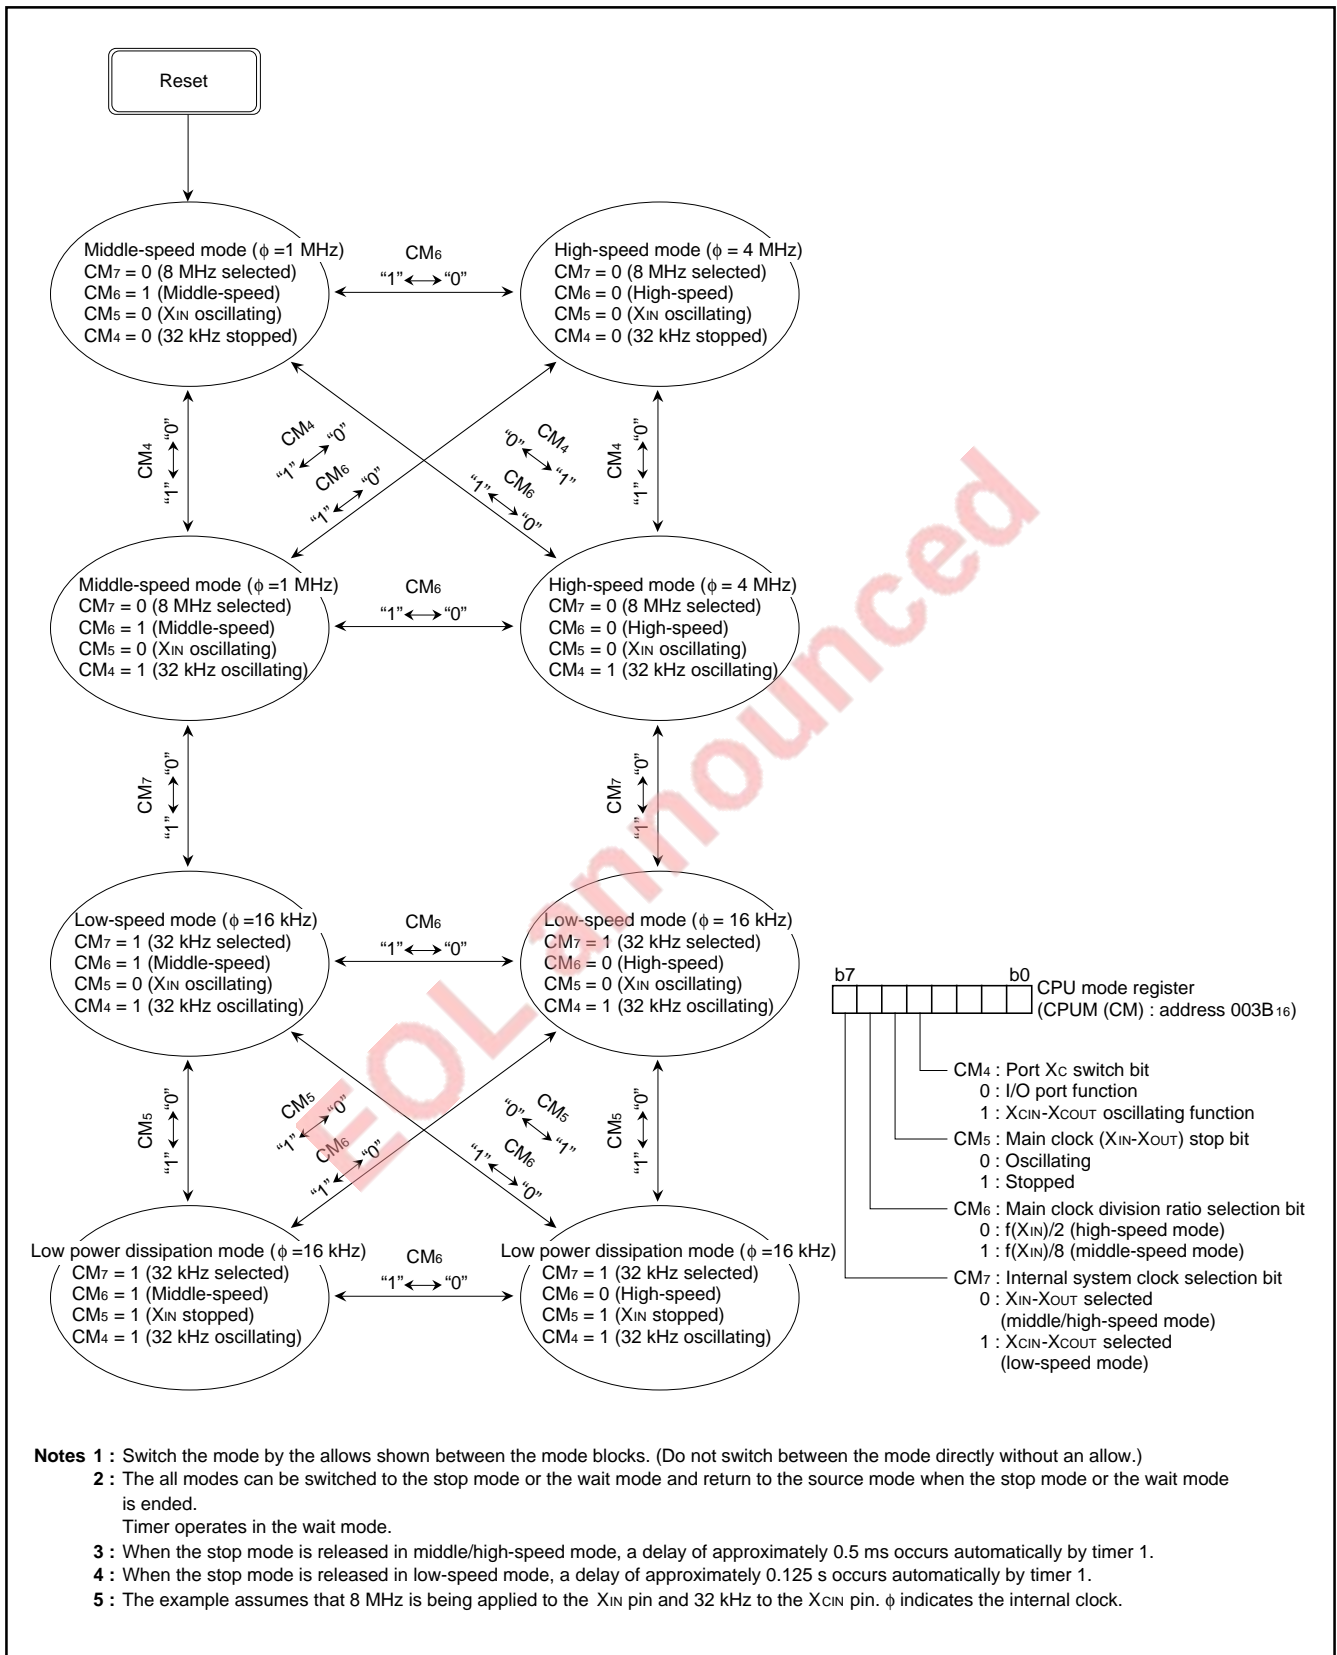 Reset
Middle-speed mode (ϕ =1 MHz)
CM7 = 0 (8 MHz selected)
CM6 = 1 (Middle-speed)
CM5 = 0 (XIN oscillating)
CM4 = 0 (32 kHz stopped)
CM6
“1” ↔ “0”
High-speed mode (ϕ = 4 MHz)
CM7 = 0 (8 MHz selected)
CM6 = 0 (High-speed)
CM5 = 0 (XIN oscillating)
CM4 = 0 (32 kHz stopped)
CM4
“1” ↔ “0”
CM4
“1” ↔ “0”
CM6
“1” ↔ “0”
CM4
“0” ↔ “1”
CM6
“1” ↔ “0”
CM4
“1” ↔ “0”
Middle-speed mode (ϕ =1 MHz)
CM7 = 0 (8 MHz selected)
CM6 = 1 (Middle-speed)
CM5 = 0 (XIN oscillating)
CM4 = 1 (32 kHz oscillating)
CM6
“1” ↔ “0”
High-speed mode (ϕ = 4 MHz)
CM7 = 0 (8 MHz selected)
CM6 = 0 (High-speed)
CM5 = 0 (XIN oscillating)
CM4 = 1 (32 kHz oscillating)
CM7
“1” ↔ “0”
CM7
“1” ↔ “0”
Low-speed mode (ϕ =16 kHz)
CM7 = 1 (32 kHz selected)
CM6 = 1 (Middle-speed)
CM5 = 0 (XIN oscillating)
CM4 = 1 (32 kHz oscillating)
CM6
“1” ↔ “0”
Low-speed mode (ϕ = 16 kHz)
CM7 = 1 (32 kHz selected)
CM6 = 0 (High-speed)
CM5 = 0 (XIN oscillating)
CM4 = 1 (32 kHz oscillating)
CM5
“1” ↔ “0”
CM5
“1” ↔ “0”
CM6
“1” ↔ “0”
CM5
“0” ↔ “1”
CM6
“1” ↔ “0”
CM5
“1” ↔ “0”
Low power dissipation mode (ϕ =16 kHz)
CM7 = 1 (32 kHz selected)
CM6 = 1 (Middle-speed)
CM5 = 1 (XIN stopped)
CM4 = 1 (32 kHz oscillating)
CM6
“1” ↔ “0”
Low power dissipation mode (ϕ =16 kHz)
CM7 = 1 (32 kHz selected)
CM6 = 0 (High-speed)
CM5 = 1 (XIN stopped)
CM4 = 1 (32 kHz oscillating)
b7 b0
CPU mode register
(CPUM (CM) : address 003B16)
CM4 : Port XC switch bit
0 : I/O port function
1 : XCIN-XCOUT oscillating function
CM5 : Main clock (XIN-XOUT) stop bit
0 : Oscillating
1 : Stopped
CM6 : Main clock division ratio selection bit
0 : f(XIN)/2 (high-speed mode)
1 : f(XIN)/8 (middle-speed mode)
CM7 : Internal system clock selection bit
0 : XIN-XOUT selected
(middle/high-speed mode)
1 : XCIN-XCOUT selected
(low-speed mode)
EOL announced
Notes 1 : Switch the mode by the allows shown between the mode blocks. (Do not switch between the mode directly without an allow.)
2 : The all modes can be switched to the stop mode or the wait mode and return to the source mode when the stop mode or the wait mode
is ended.
Timer operates in the wait mode.
3 : When the stop mode is released in middle/high-speed mode, a delay of approximately 0.5 ms occurs automatically by timer 1.
4 : When the stop mode is released in low-speed mode, a delay of approximately 0.125 s occurs automatically by timer 1.
5 : The example assumes that 8 MHz is being applied to the XIN pin and 32 kHz to the XCIN pin. ϕ indicates the internal clock.